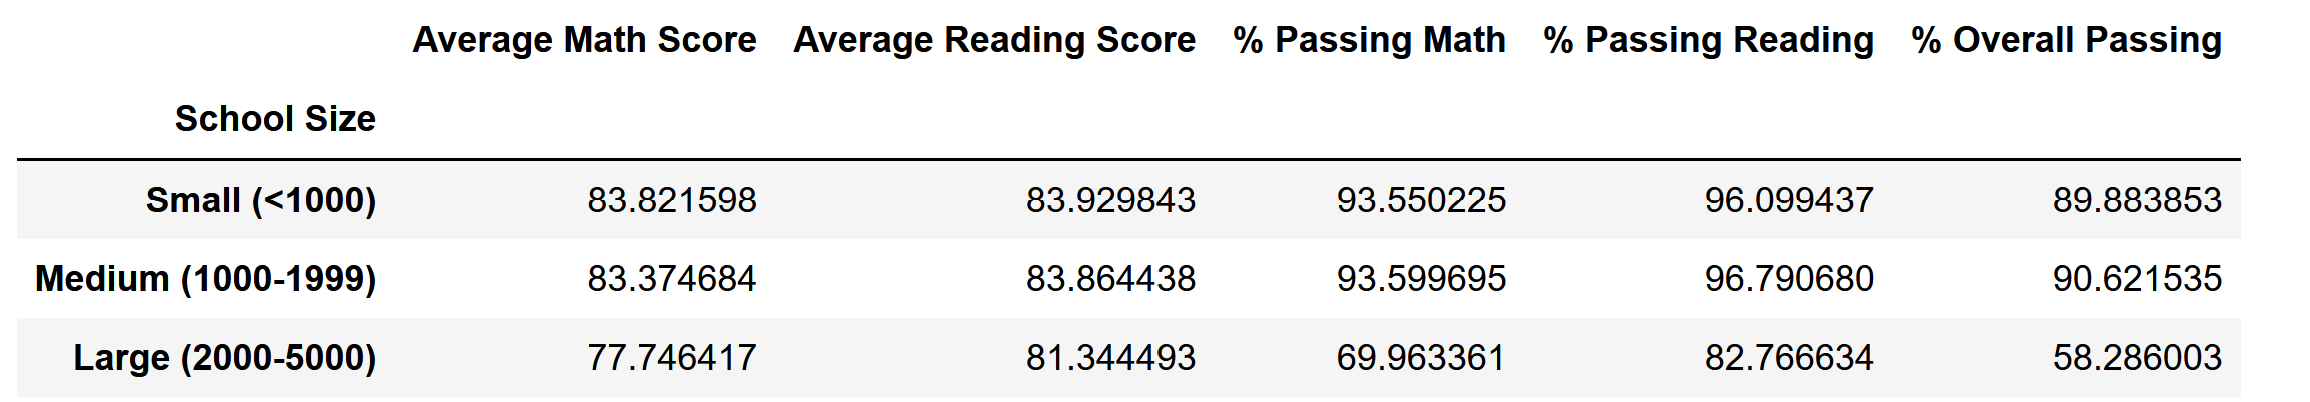 Average Math Score Average Reading Score % Passing Math % Passing Reading % Overall Passing
School Size
Small (<1000) 83.821598 83.929843 93.550225 96.099437 89.883853
Medium (1000-1999) 83.374684 83.864438 93.599695 96.790680 90.621535
Large (2000-5000) 77.746417 81.344493 69.963361 82.766634 58.286003